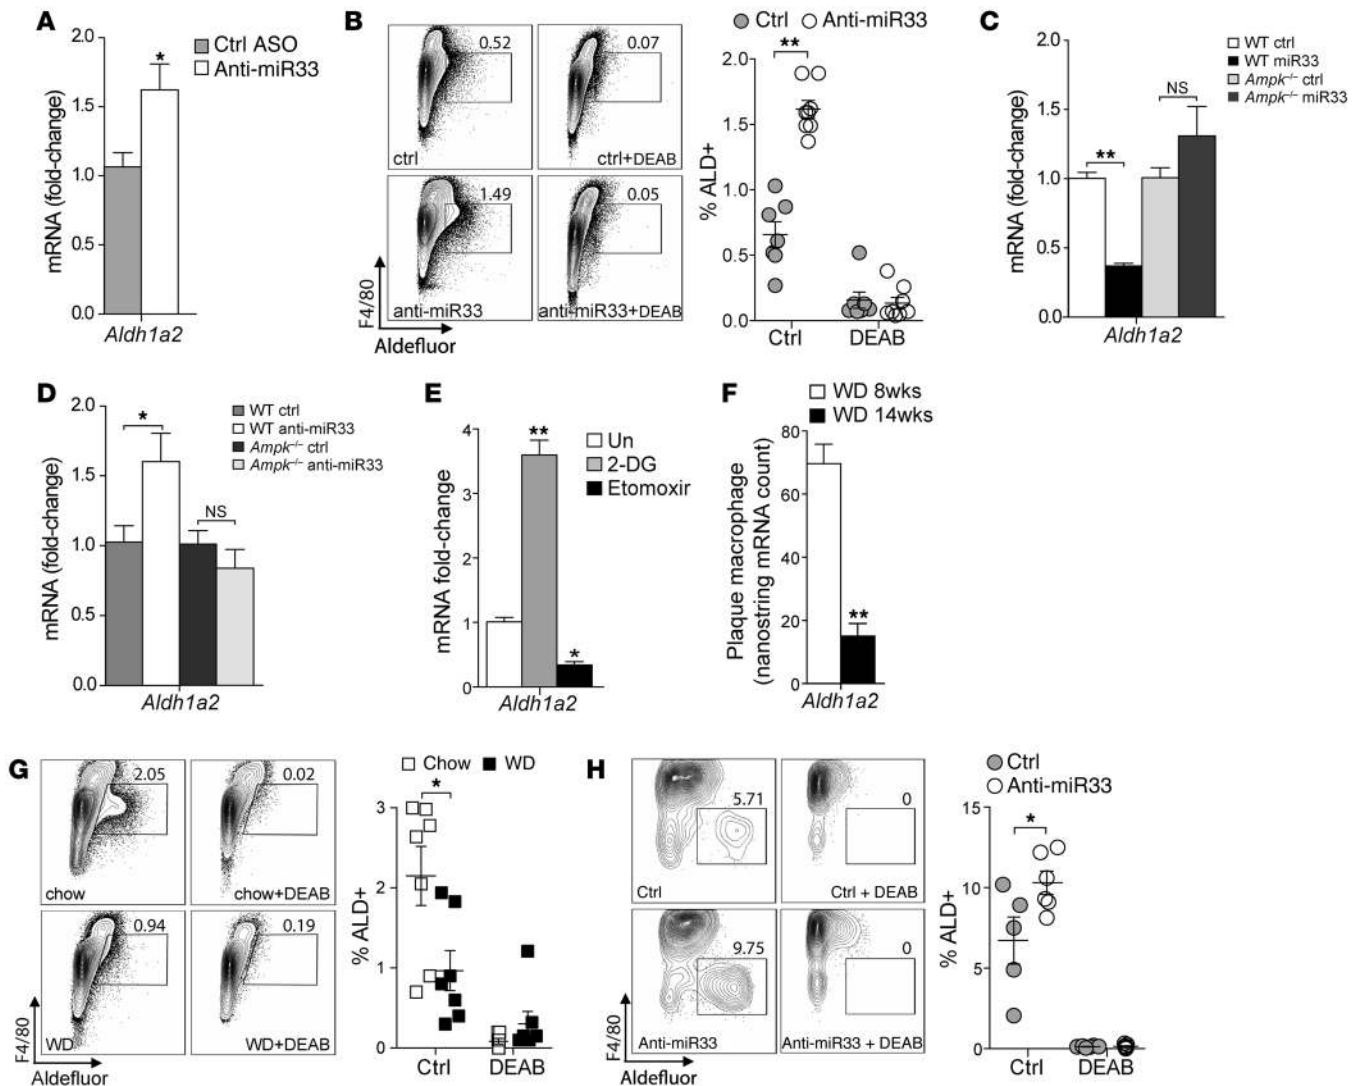 A
Ctrl ASO
Anti-miR33
mRNA (fold-change)
2.0
1.5
1.0
0.5
0.0
*
Aldh1a2
B
0.52
ctrl
0.07
ctrl+DEAB
1.49
anti-miR33
0.05
anti-miR33+DEAB
F4/80
Aldefluor
Ctrl
Anti-miR33
% ALD+
2.0
1.5
1.0
0.5
0.0
**
Ctrl
DEAB
C
WT ctrl
WT miR33
Ampk–/– ctrl
Ampk–/– miR33
mRNA (fold-change)
2.0
1.5
1.0
0.5
0.0
**
NS
Aldh1a2
D
WT ctrl
WT anti-miR33
Ampk–/– ctrl
Ampk–/– anti-miR33
mRNA (fold-change)
2.0
1.5
1.0
0.5
0.0
*
NS
Aldh1a2
E
Un
2-DG
Etomoxir
mRNA fold-change
4
3
2
1
0
**
*
Aldh1a2
F
WD 8wks
WD 14wks
Plaque macrophage
(nanostring mRNA count)
80
60
40
20
0
**
Aldh1a2
G
2.05
chow
0.02
chow+DEAB
0.94
WD
0.19
WD+DEAB
F4/80
Aldefluor
Chow
WD
% ALD+
3
2
1
0
*
Ctrl
DEAB
H
5.71
Ctrl
0
Ctrl + DEAB
9.75
Anti-miR33
0
Anti-miR33 + DEAB
F4/80
Aldefluor
Ctrl
Anti-miR33
% ALD+
15
10
5
0
*
Ctrl
DEAB